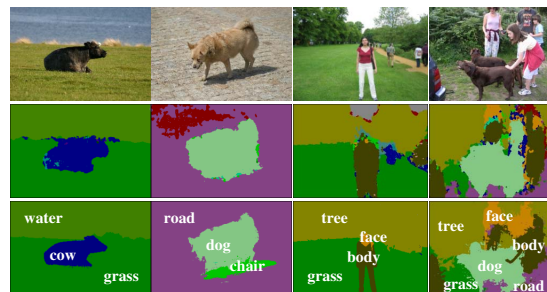 water
cow
grass
road
dog
chair
tree
face
body
grass
tree
face
body
dog
grass
road